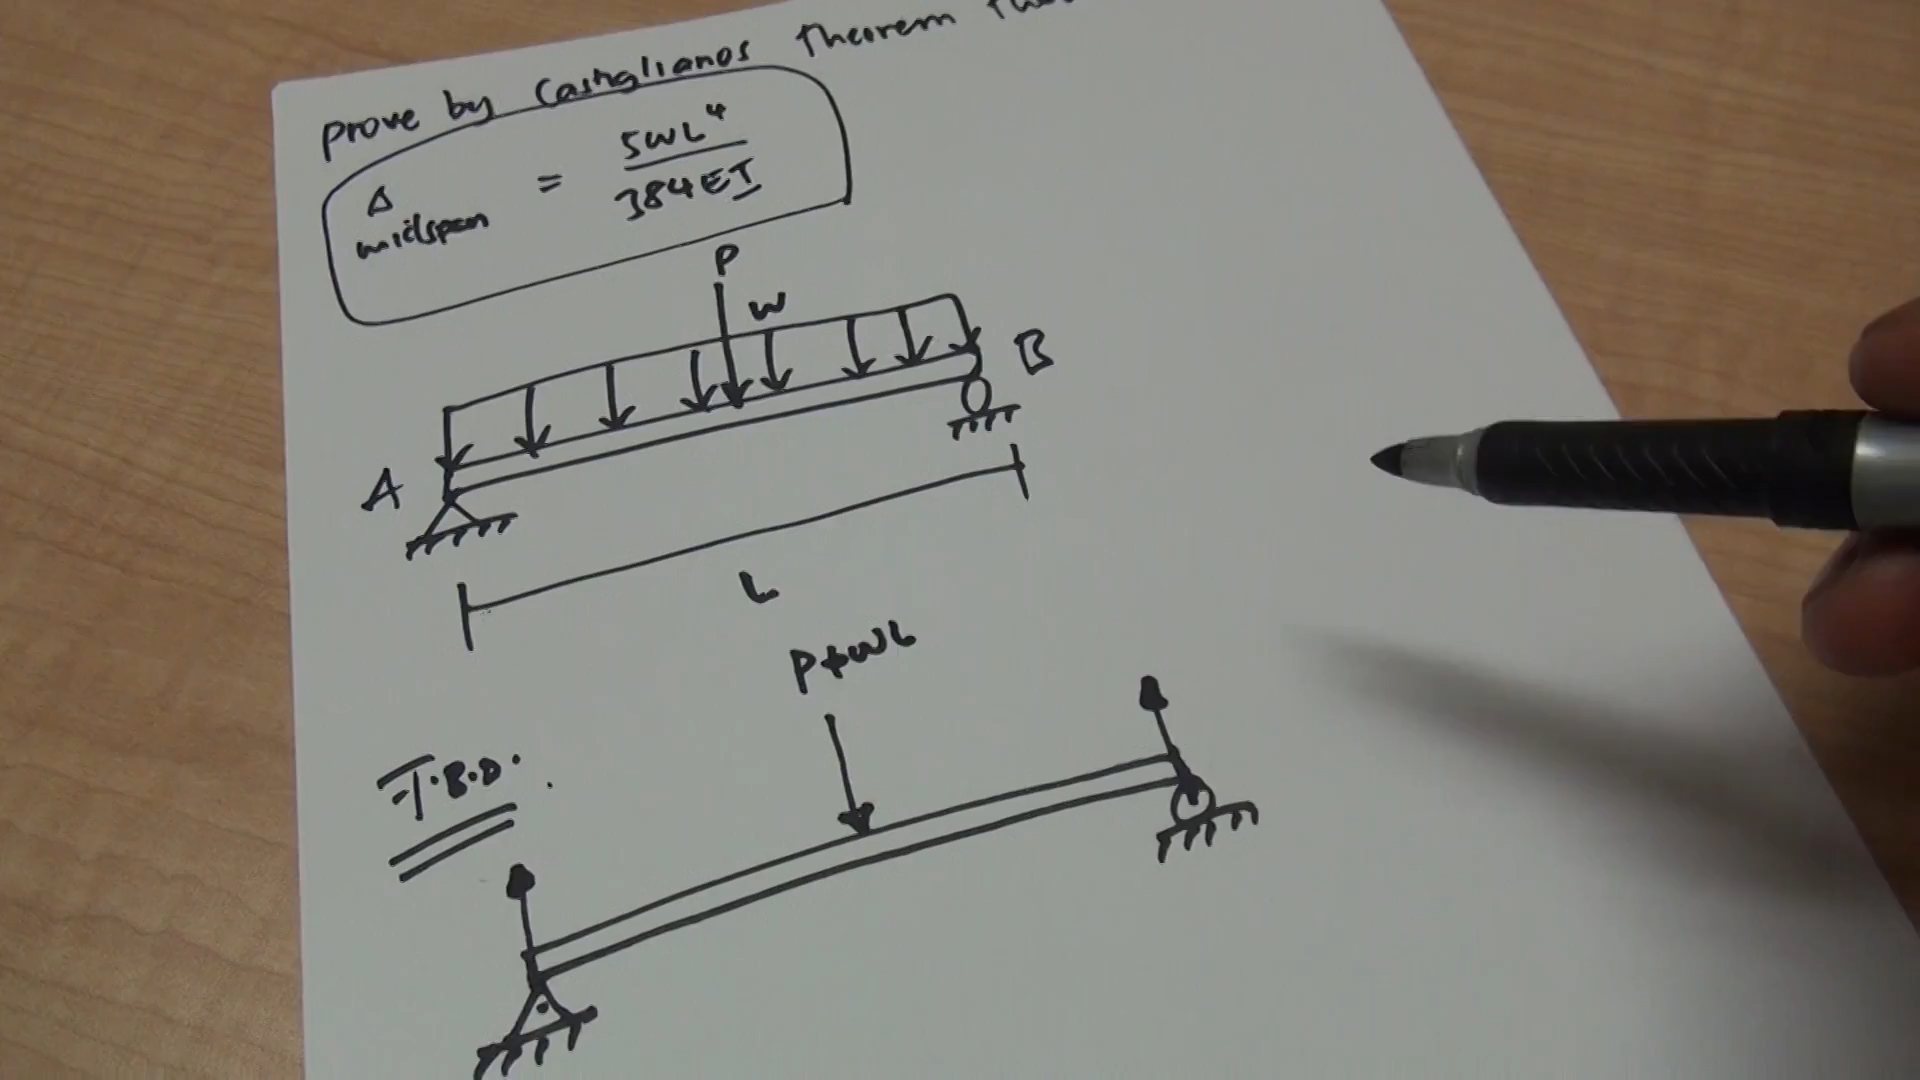 Prove by Castiglianos Theorem
Δ midspan = 5WL⁴ / 384EI
P
W
A
B
L
P+WL
F.B.D.